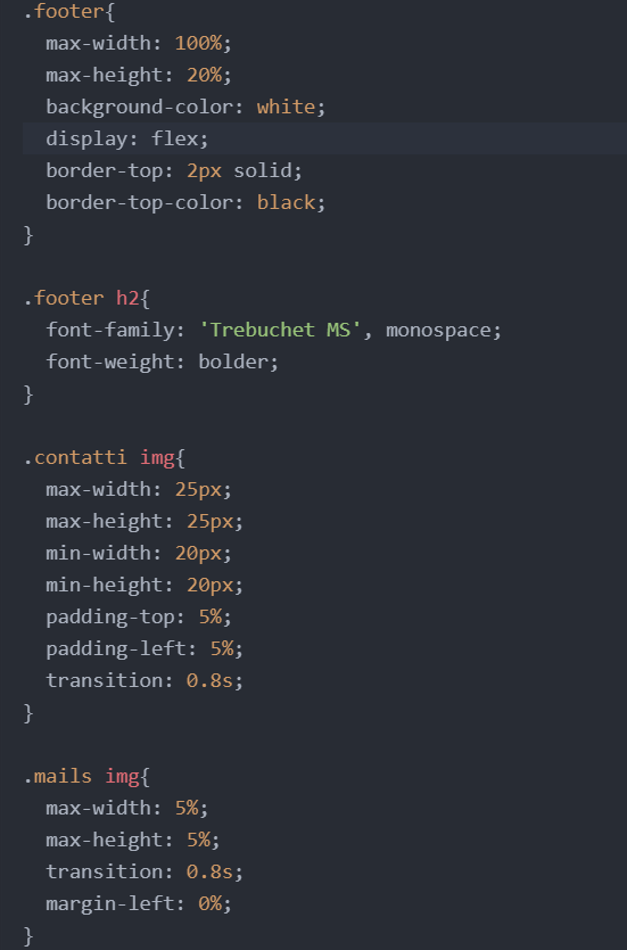 .footer{
max-width: 100%;
max-height: 20%;
background-color: white;
display: flex;
border-top: 2px solid;
border-top-color: black;
}
.footer h2{
font-family: 'Trebuchet MS', monospace;
font-weight: bolder;
}
.contatti img{
max-width: 25px;
max-height: 25px;
min-width: 20px;
min-height: 20px;
padding-top: 5%;
padding-left: 5%;
transition: 0.8s;
}
.mails img{
max-width: 5%;
max-height: 5%;
transition: 0.8s;
margin-left: 0%;
}